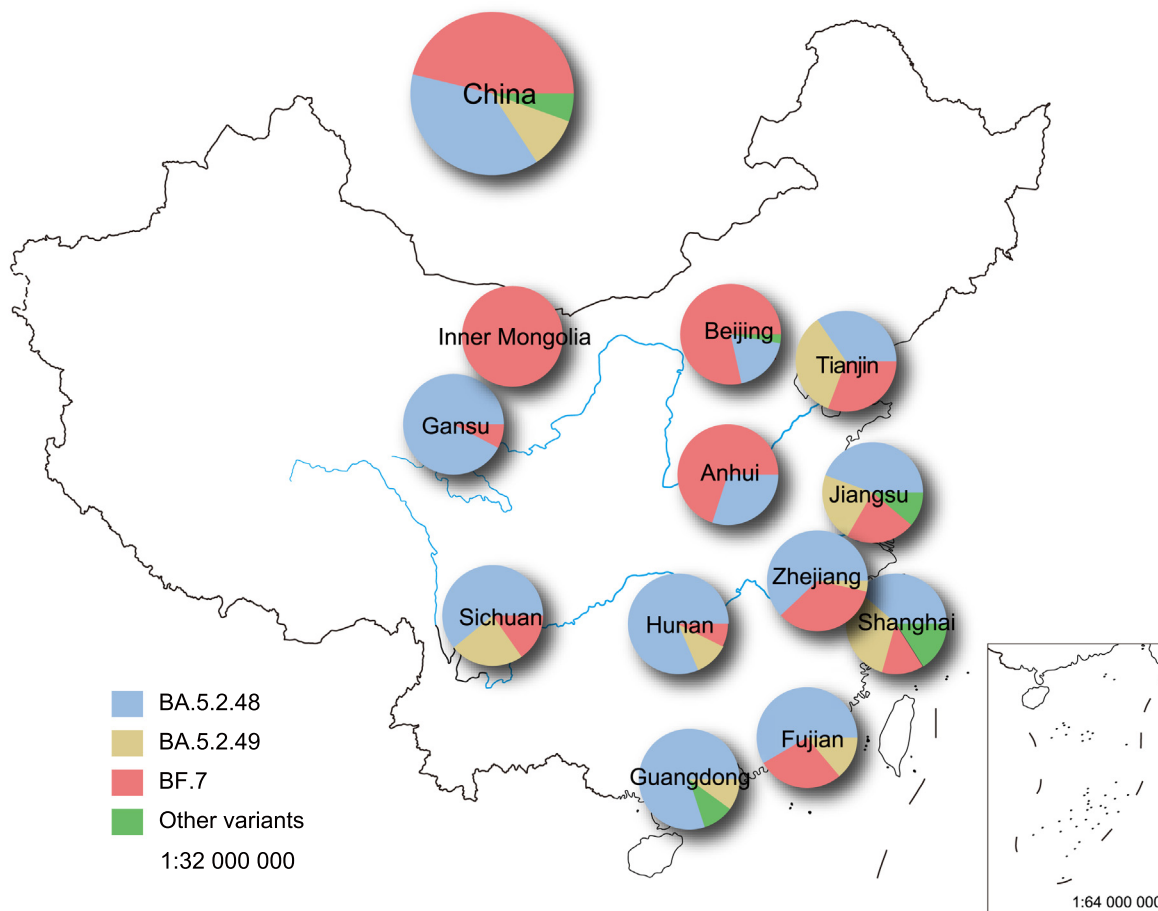 China
Inner Mongolia
Beijing
Tianjin
Gansu
Anhui
Jiangsu
Zhejiang
Sichuan
Hunan
Shanghai
Fujian
Guangdong
BA.5.2.48
BA.5.2.49
BF.7
Other variants
1:32 000 000
1:64 000 000